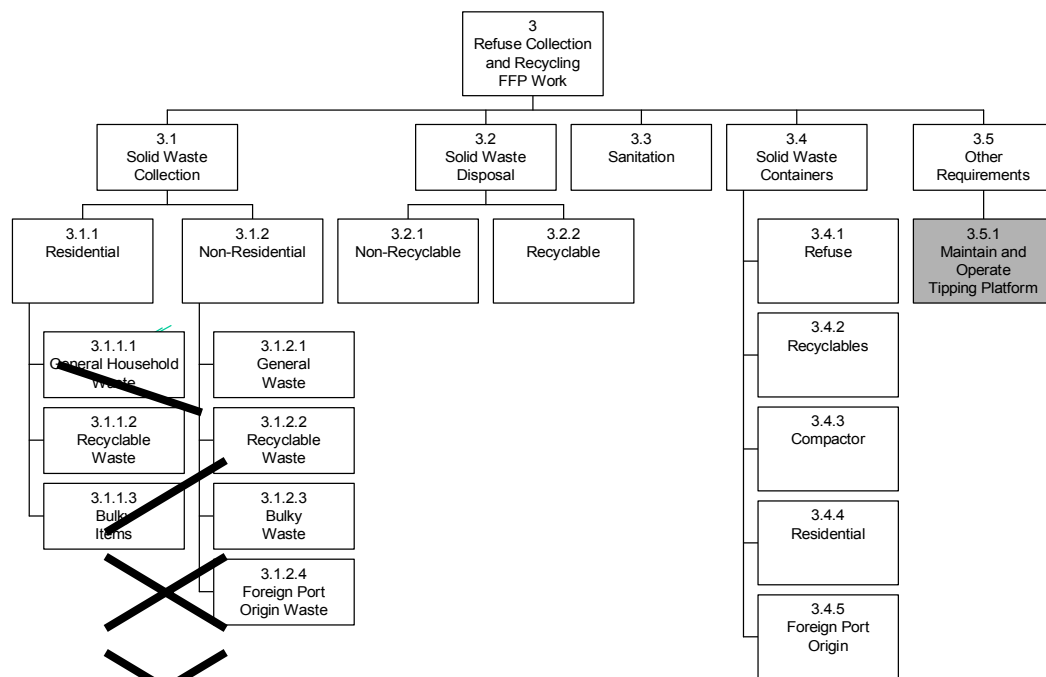 3
Refuse Collection
and Recycling
FFP Work
3.1
Solid Waste
Collection
3.2
Solid Waste
Disposal
3.3
Sanitation
3.4
Solid Waste
Containers
3.5
Other
Requirements
3.1.1
Residential
3.1.2
Non-Residential
3.2.1
Non-Recyclable
3.2.2
Recyclable
3.4.1
Refuse
3.5.1
Maintain and
Operate
Tipping Platform
3.1.1.1
General Household
Waste
3.1.2.1
General
Waste
3.4.2
Recyclables
3.1.1.2
Recyclable
Waste
3.1.2.2
Recyclable
Waste
3.4.3
Compactor
3.1.1.3
Bulky
Items
3.1.2.3
Bulky
Waste
3.4.4
Residential
3.1.2.4
Foreign Port
Origin Waste
3.4.5
Foreign Port
Origin